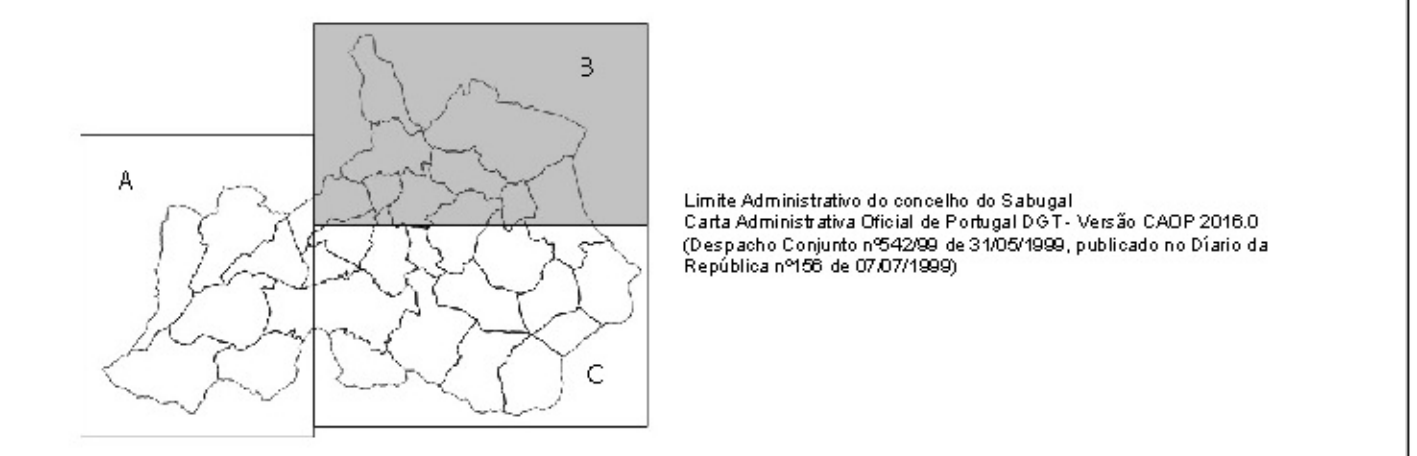 B
A
Limite Administrativo do concelho do Sabugal
Carta Administrativa Oficial de Portugal DGT - Versão CAOP 2016.0
(Despacho Conjunto nº542/99 de 31/05/1999, publicado no Díario da
República nº156 de 07/07/1999)
C